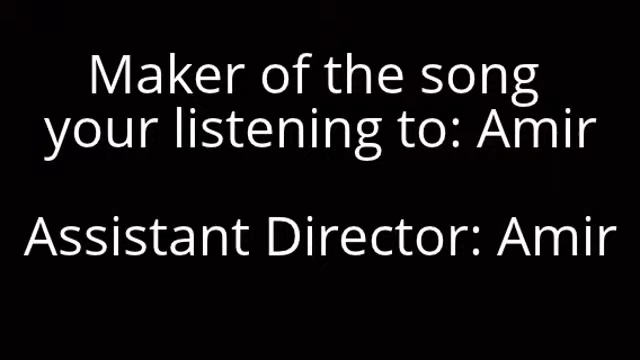 Maker of the song
your listening to: Amir
Assistant Director: Amir